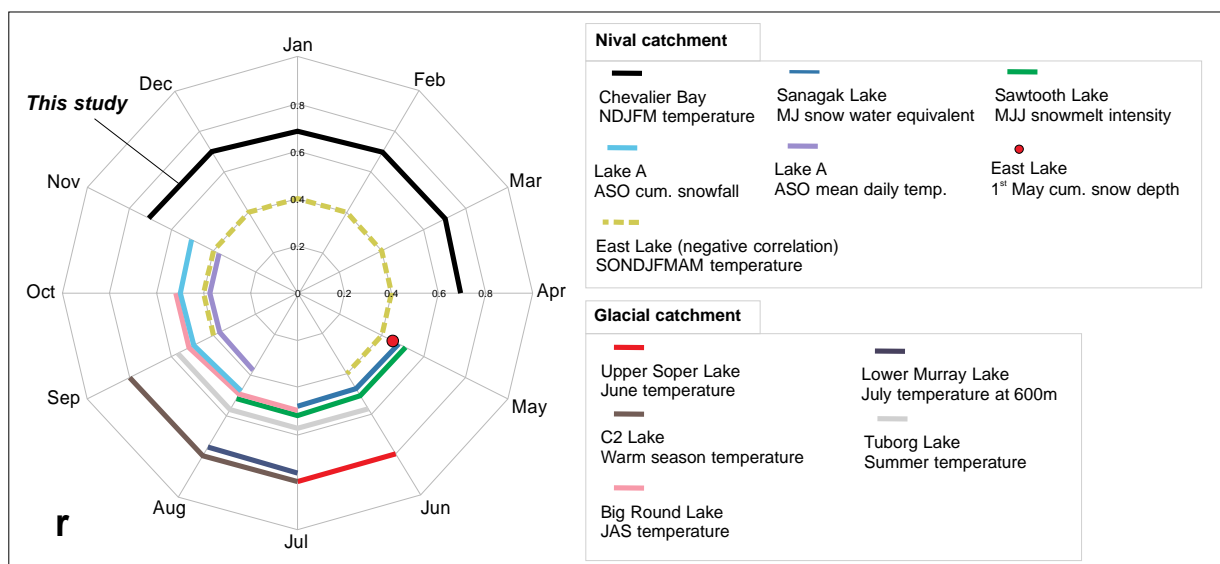 Jan
Feb
Mar
Apr
May
Jun
Jul
Aug
Sep
Oct
Nov
Dec
This study
0.8
0.6
0.4
0.2
0
0.2
0.4
0.6
0.8
r
Nival catchment
Chevalier Bay
NDJFM temperature
Sanagak Lake
MJ snow water equivalent
Sawtooth Lake
MJJ snowmelt intensity
Lake A
ASO cum. snowfall
Lake A
ASO mean daily temp.
East Lake
1st May cum. snow depth
East Lake (negative correlation)
SONDJFMAM temperature
Glacial catchment
Upper Soper Lake
June temperature
Lower Murray Lake
July temperature at 600m
C2 Lake
Warm season temperature
Tuborg Lake
Summer temperature
Big Round Lake
JAS temperature